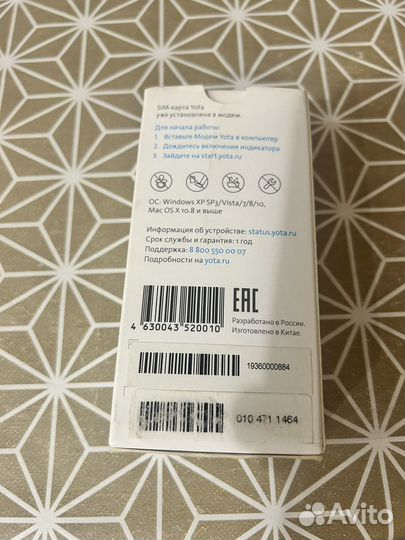 SIM-карта Yota
уже установлена в модем.
Для начала работы:
1. Вставьте Модем Yota в компьютер
2. Дождитесь включения индикатора
3. Зайдите на start.yota.ru
ОС: Windows XP SP3/Vista/7/8/10,
Mac OS X 10.8 и выше
Информация об устройстве: status.yota.ru
Срок службы и гарантия: 1 год
Поддержка: 8 800 550 00 07
Подробности на yota.ru
EAC
Разработано в России.
Изготовлено в Китае.
4 630043 520010
19360000884
010 471 1464
Avito